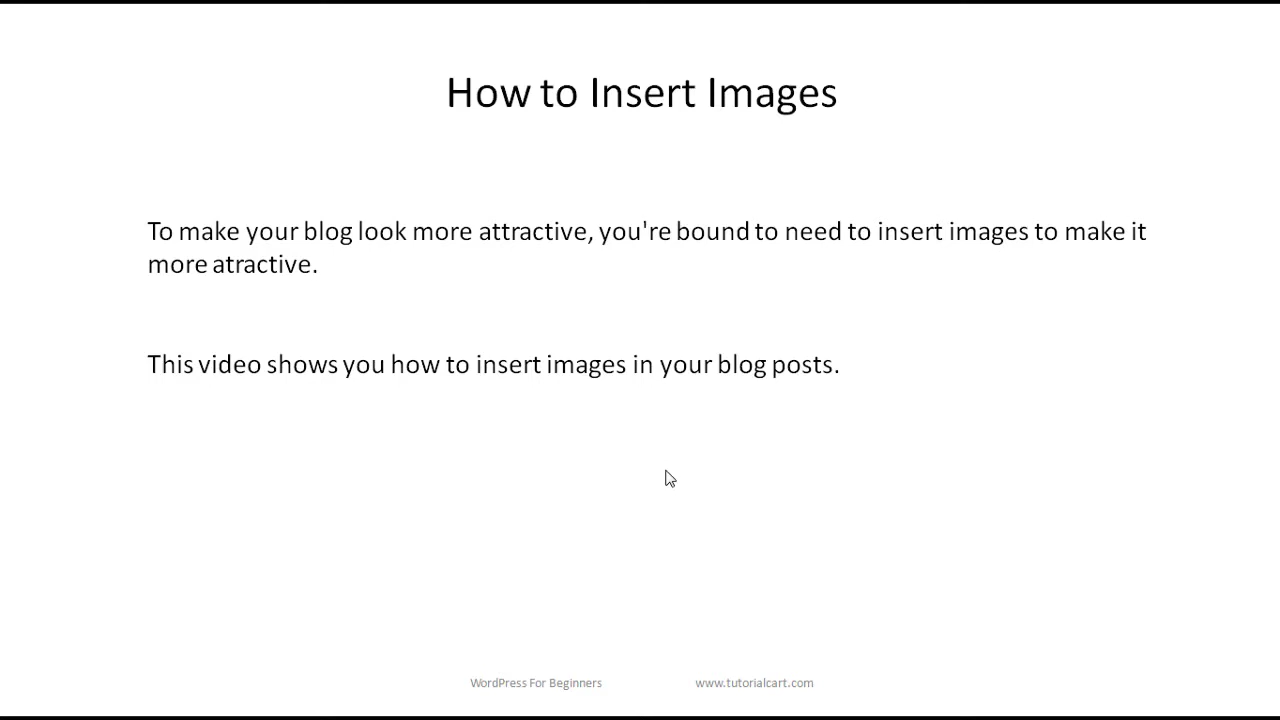 How to Insert Images
To make your blog look more attractive, you're bound to need to insert images to make it
more atractive.
This video shows you how to insert images in your blog posts.
WordPress For Beginners www.tutorialcart.com